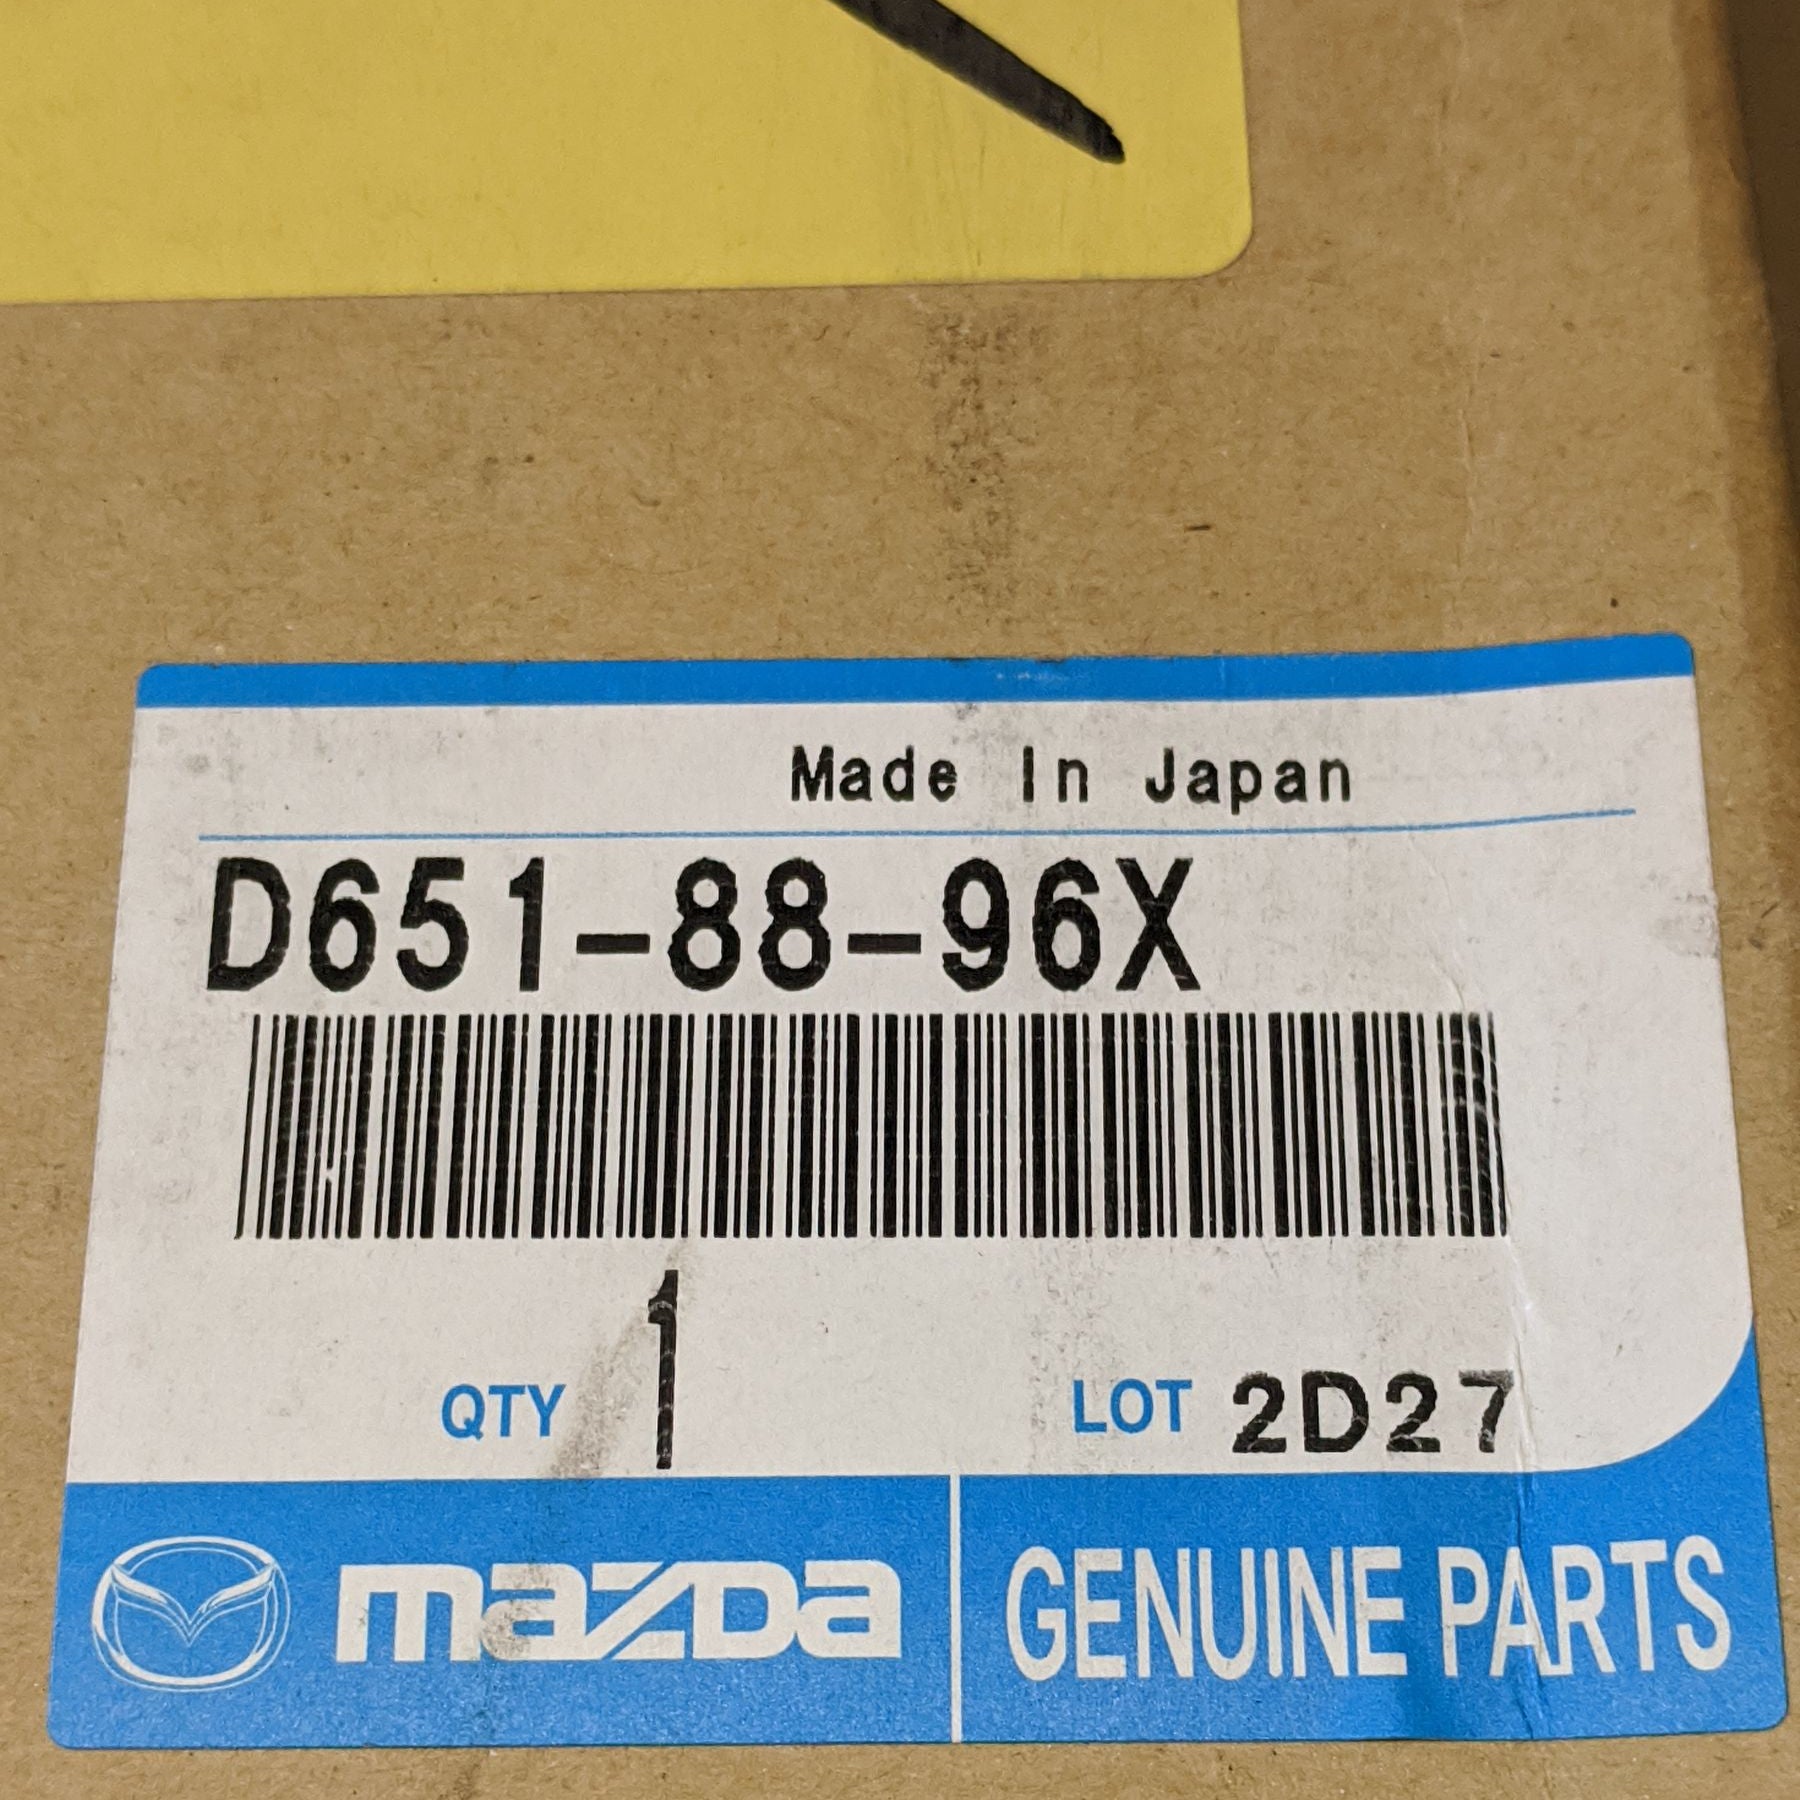 Made In Japan
D651-88-96X
QTY 1 LOT 2D27
mazda GENUINE PARTS